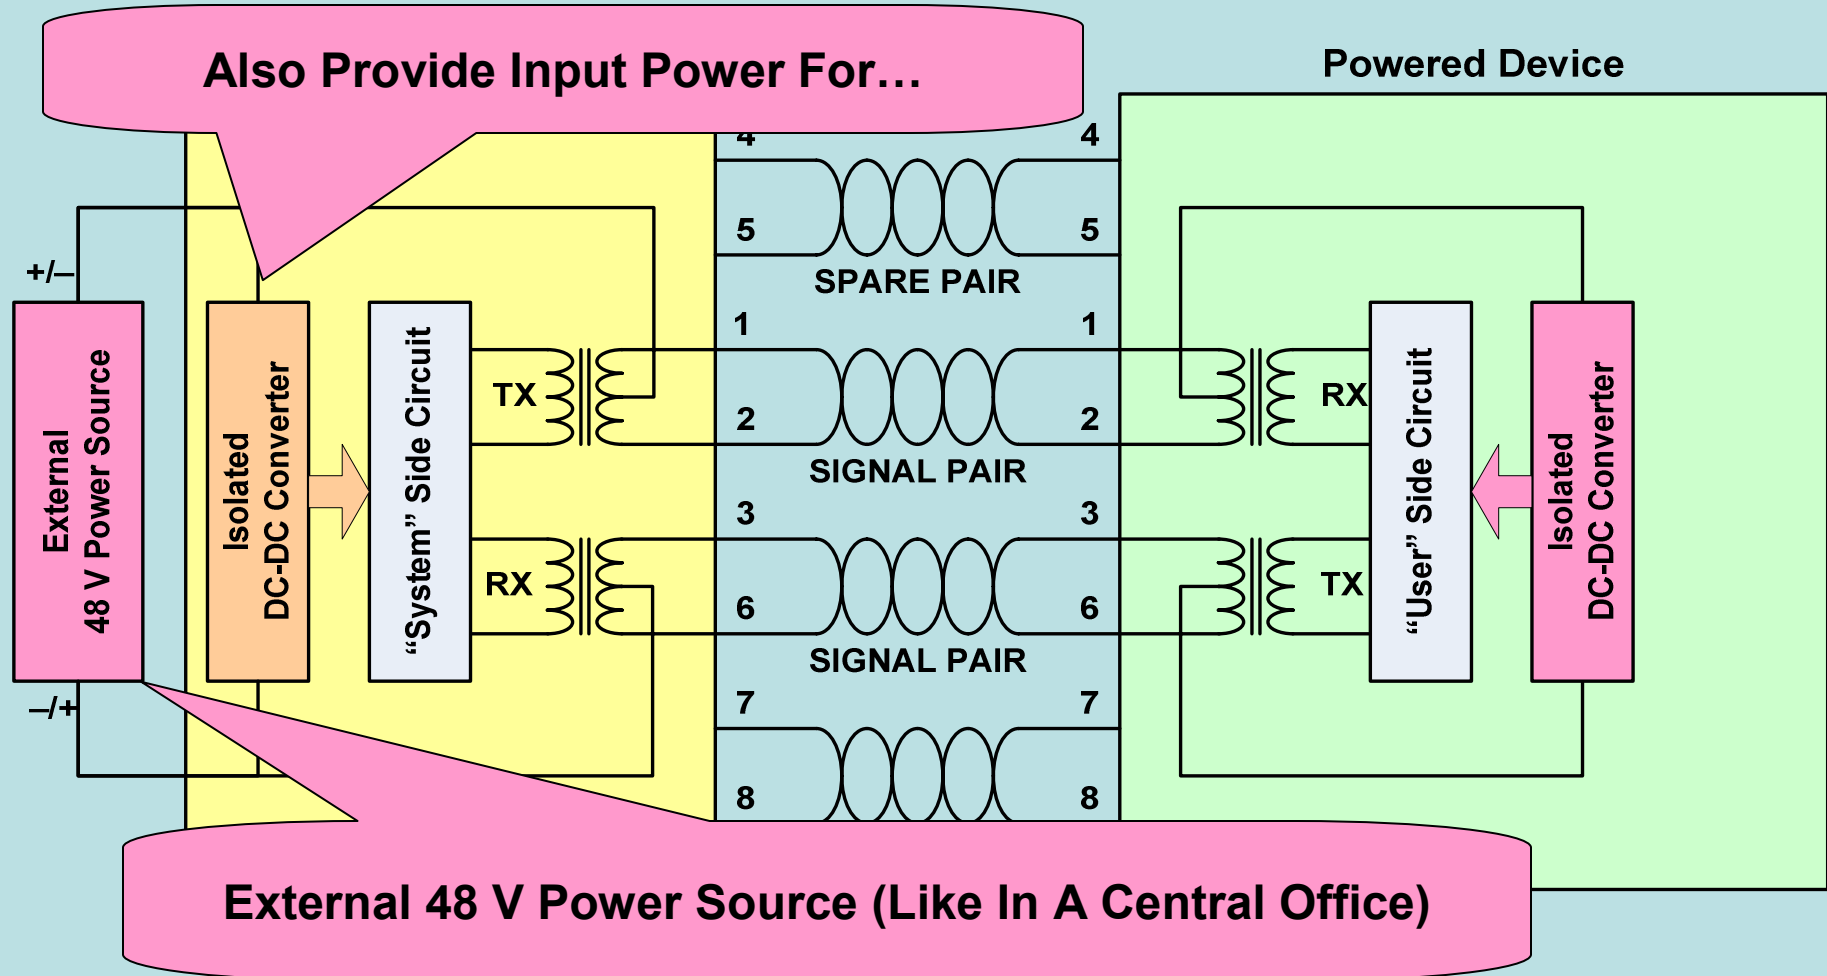 Also Provide Input Power For…
Powered Device
4
4
5
5
SPARE PAIR
+/–
–/+
External
48 V Power Source
Isolated
DC-DC Converter
“System” Side Circuit
TX
RX
1
1
2
2
SIGNAL PAIR
3
3
6
6
SIGNAL PAIR
7
7
8
8
RX
TX
“User” Side Circuit
Isolated
DC-DC Converter
External 48 V Power Source (Like In A Central Office)